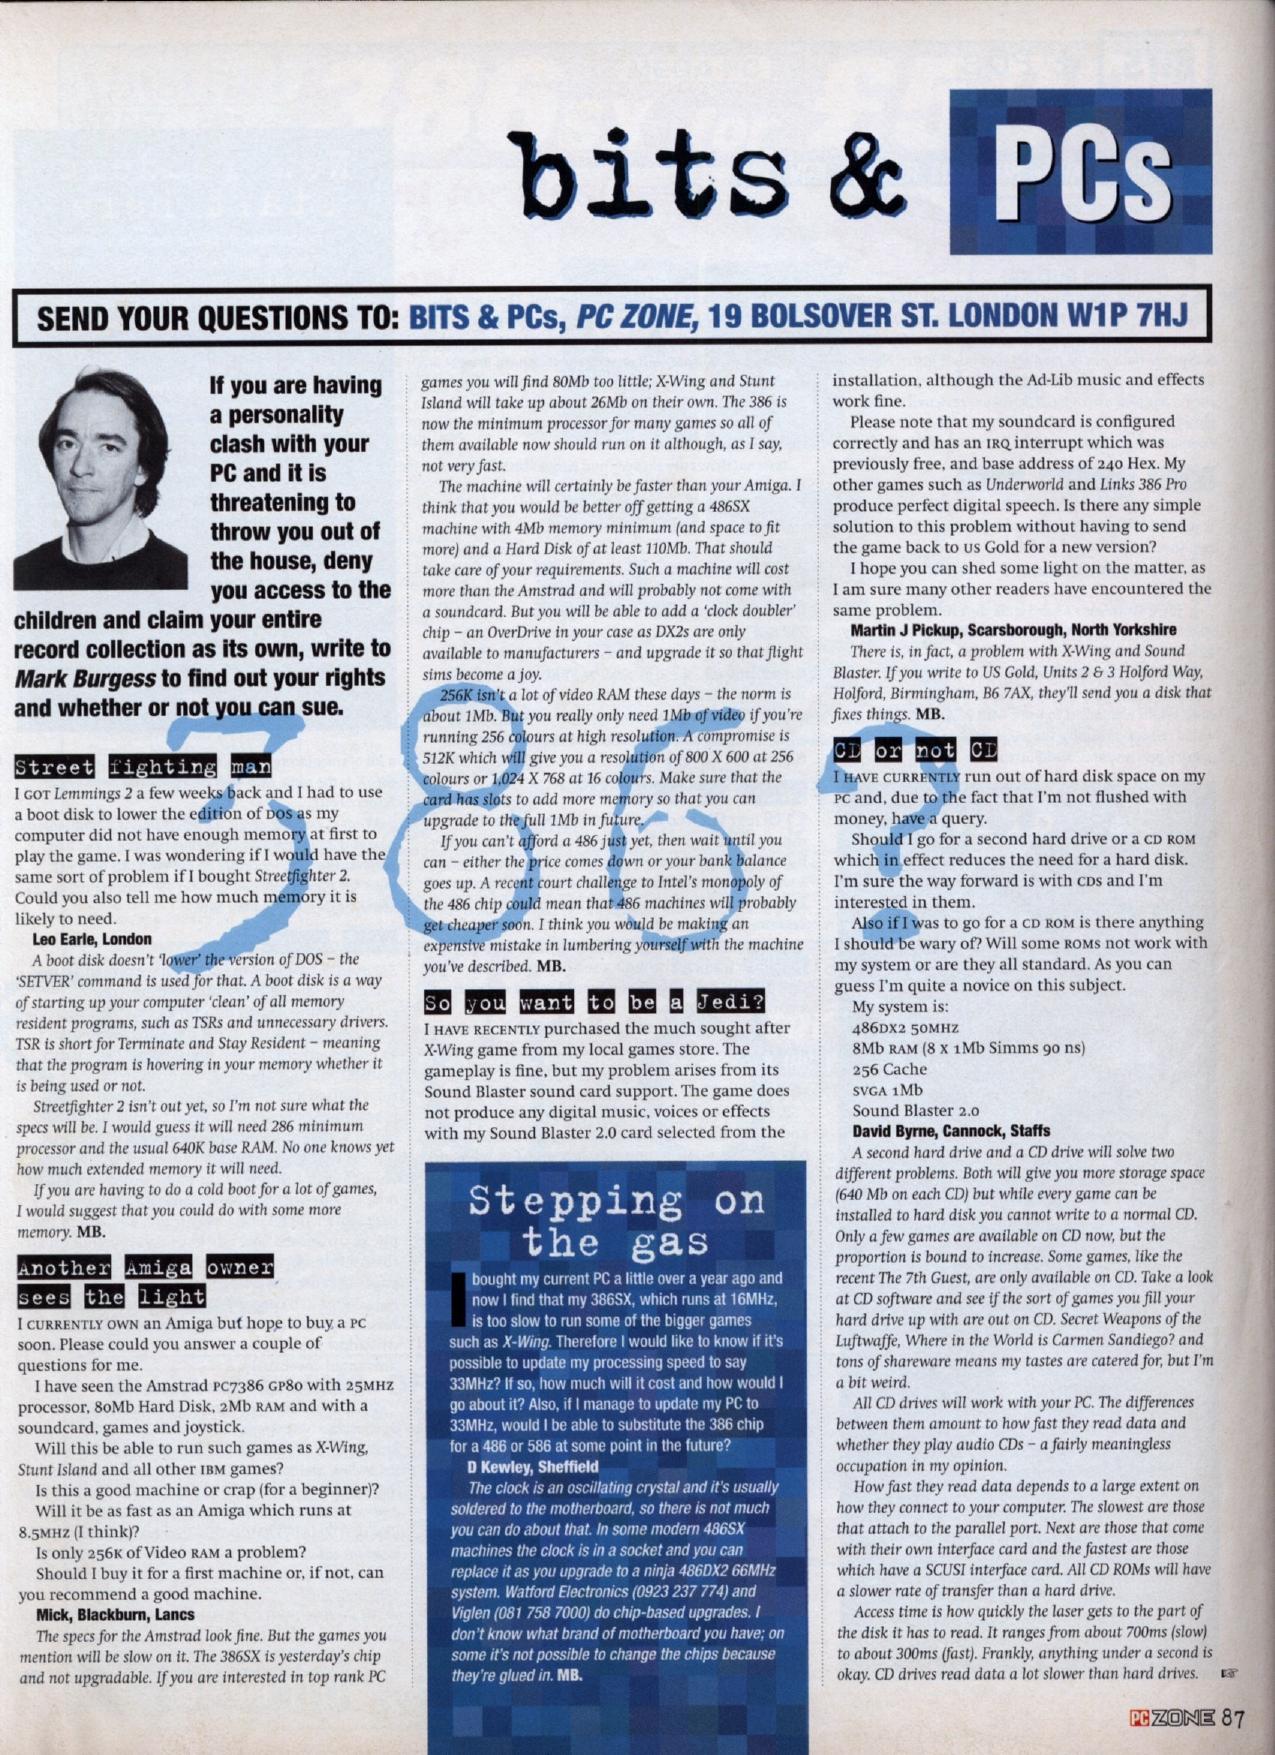 bits & PCs
SEND YOUR QUESTIONS TO: BITS & PCs, PC ZONE, 19 BOLSOVER ST. LONDON W1P 7HJ
If you are having
a personality
clash with your
PC and it is
threatening to
throw you out of
the house, deny
you access to the
children and claim your entire
record collection as its own, write to
Mark Burgess to find out your rights
and whether or not you can sue.
386?
Street fighting man
I GOT Lemmings 2 a few weeks back and I had to use
a boot disk to lower the edition of DOS as my
computer did not have enough memory at first to
play the game. I was wondering if I would have the
same sort of problem if I bought Streetfighter 2.
Could you also tell me how much memory it is
likely to need.
Leo Earle, London
A boot disk doesn't 'lower' the version of DOS – the
'SETVER' command is used for that. A boot disk is a way
of starting up your computer 'clean' of all memory
resident programs, such as TSRs and unnecessary drivers.
TSR is short for Terminate and Stay Resident – meaning
that the program is hovering in your memory whether it
is being used or not.
Streetfighter 2 isn't out yet, so I'm not sure what the
specs will be. I would guess it will need 286 minimum
processor and the usual 640K base RAM. No one knows yet
how much extended memory it will need.
If you are having to do a cold boot for a lot of games,
I would suggest that you could do with some more
memory. MB.
Another Amiga owner
sees the light
I CURRENTLY OWN an Amiga but hope to buy a PC
soon. Please could you answer a couple of
questions for me.
I have seen the Amstrad PC7386 GP80 with 25MHZ
processor, 80Mb Hard Disk, 2Mb RAM and with a
soundcard, games and joystick.
Will this be able to run such games as X-Wing,
Stunt Island and all other IBM games?
Is this a good machine or crap (for a beginner)?
Will it be as fast as an Amiga which runs at
8.5MHZ (I think)?
Is only 256K of Video RAM a problem?
Should I buy it for a first machine or, if not, can
you recommend a good machine.
Mick, Blackburn, Lancs
The specs for the Amstrad look fine. But the games you
mention will be slow on it. The 386SX is yesterday's chip
and not upgradable. If you are interested in top rank PC
games you will find 80Mb too little; X-Wing and Stunt
Island will take up about 26Mb on their own. The 386 is
now the minimum processor for many games so all of
them available now should run on it although, as I say,
not very fast.
The machine will certainly be faster than your Amiga. I
think that you would be better off getting a 486SX
machine with 4Mb memory minimum (and space to fit
more) and a Hard Disk of at least 110Mb. That should
take care of your requirements. Such a machine will cost
more than the Amstrad and will probably not come with
a soundcard. But you will be able to add a 'clock doubler'
chip – an OverDrive in your case as DX2s are only
available to manufacturers – and upgrade it so that flight
sims become a joy.
256K isn't a lot of video RAM these days – the norm is
about 1Mb. But you really only need 1Mb of video if you're
running 256 colours at high resolution. A compromise is
512K which will give you a resolution of 800 X 600 at 256
colours or 1,024 X 768 at 16 colours. Make sure that the
card has slots to add more memory so that you can
upgrade to the full 1Mb in future.
If you can't afford a 486 just yet, then wait until you
can – either the price comes down or your bank balance
goes up. A recent court challenge to Intel's monopoly of
the 486 chip could mean that 486 machines will probably
get cheaper soon. I think you would be making an
expensive mistake in lumbering yourself with the machine
you've described. MB.
So you want to be a Jedi?
I HAVE RECENTLY purchased the much sought after
X-Wing game from my local games store. The
gameplay is fine, but my problem arises from its
Sound Blaster sound card support. The game does
not produce any digital music, voices or effects
with my Sound Blaster 2.0 card selected from the
installation, although the Ad-Lib music and effects
work fine.
Please note that my soundcard is configured
correctly and has an IRQ interrupt which was
previously free, and base address of 240 Hex. My
other games such as Underworld and Links 386 Pro
produce perfect digital speech. Is there any simple
solution to this problem without having to send
the game back to US Gold for a new version?
I hope you can shed some light on the matter, as
I am sure many other readers have encountered the
same problem.
Martin J Pickup, Scarsborough, North Yorkshire
There is, in fact, a problem with X-Wing and Sound
Blaster. If you write to US Gold, Units 2 & 3 Holford Way,
Holford, Birmingham, B6 7AX, they'll send you a disk that
fixes things. MB.
CD or not CD
I HAVE CURRENTLY run out of hard disk space on my
PC and, due to the fact that I'm not flushed with
money, have a query.
Should I go for a second hard drive or a CD ROM
which in effect reduces the need for a hard disk.
I'm sure the way forward is with CDs and I'm
interested in them.
Also if I was to go for a CD ROM is there anything
I should be wary of? Will some ROMs not work with
my system or are they all standard. As you can
guess I'm quite a novice on this subject.
My system is:
486DX2 50MHZ
8Mb RAM (8 x 1Mb Simms 90 ns)
256 Cache
SVGA 1Mb
Sound Blaster 2.0
David Byrne, Cannock, Staffs
A second hard drive and a CD drive will solve two
different problems. Both will give you more storage space
(640 Mb on each CD) but while every game can be
installed to hard disk you cannot write to a normal CD.
Only a few games are available on CD now, but the
proportion is bound to increase. Some games, like the
recent The 7th Guest, are only available on CD. Take a look
at CD software and see if the sort of games you fill your
hard drive up with are out on CD. Secret Weapons of the
Luftwaffe, Where in the World is Carmen Sandiego? and
tons of shareware means my tastes are catered for, but I'm
a bit weird.
All CD drives will work with your PC. The differences
between them amount to how fast they read data and
whether they play audio CDs – a fairly meaningless
occupation in my opinion.
How fast they read data depends to a large extent on
how they connect to your computer. The slowest are those
that attach to the parallel port. Next are those that come
with their own interface card and the fastest are those
which have a SCUSI interface card. All CD ROMs will have
a slower rate of transfer than a hard drive.
Access time is how quickly the laser gets to the part of
the disk it has to read. It ranges from about 700ms (slow)
to about 300ms (fast). Frankly, anything under a second is
okay. CD drives read data a lot slower than hard drives.
Stepping on
the gas
I bought my current PC a little over a year ago and
now I find that my 386SX, which runs at 16MHz,
is too slow to run some of the bigger games
such as X-Wing. Therefore I would like to know if it's
possible to update my processing speed to say
33MHz? If so, how much will it cost and how would I
go about it? Also, if I manage to update my PC to
33MHz, would I be able to substitute the 386 chip
for a 486 or 586 at some point in the future?
D Kewley, Sheffield
The clock is an oscillating crystal and it's usually
soldered to the motherboard, so there is not much
you can do about that. In some modern 486SX
machines the clock is in a socket and you can
replace it as you upgrade to a ninja 486DX2 66MHz
system. Watford Electronics (0923 237 774) and
Viglen (081 758 7000) do chip-based upgrades. I
don't know what brand of motherboard you have; on
some it's not possible to change the chips because
they're glued in. MB.
PC ZONE 87